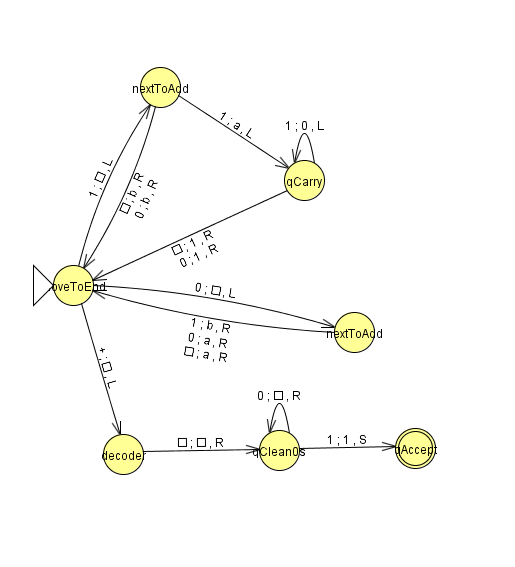 nextToAdd
1 ; a , L
1 ; 0 , L
qCarry
1 ; □ , L
□ ; b , R
0 ; b , R
□ ; 1 , R
0 ; 1 , R
oveToEnd
0 ; □ , L
1 ; b , R
0 ; a , R
□ ; a , R
nextToAdd
+ ; □ , L
0 ; □ , R
decoder
□ ; □ , R
qClean0s
1 ; 1 , S
qAccept